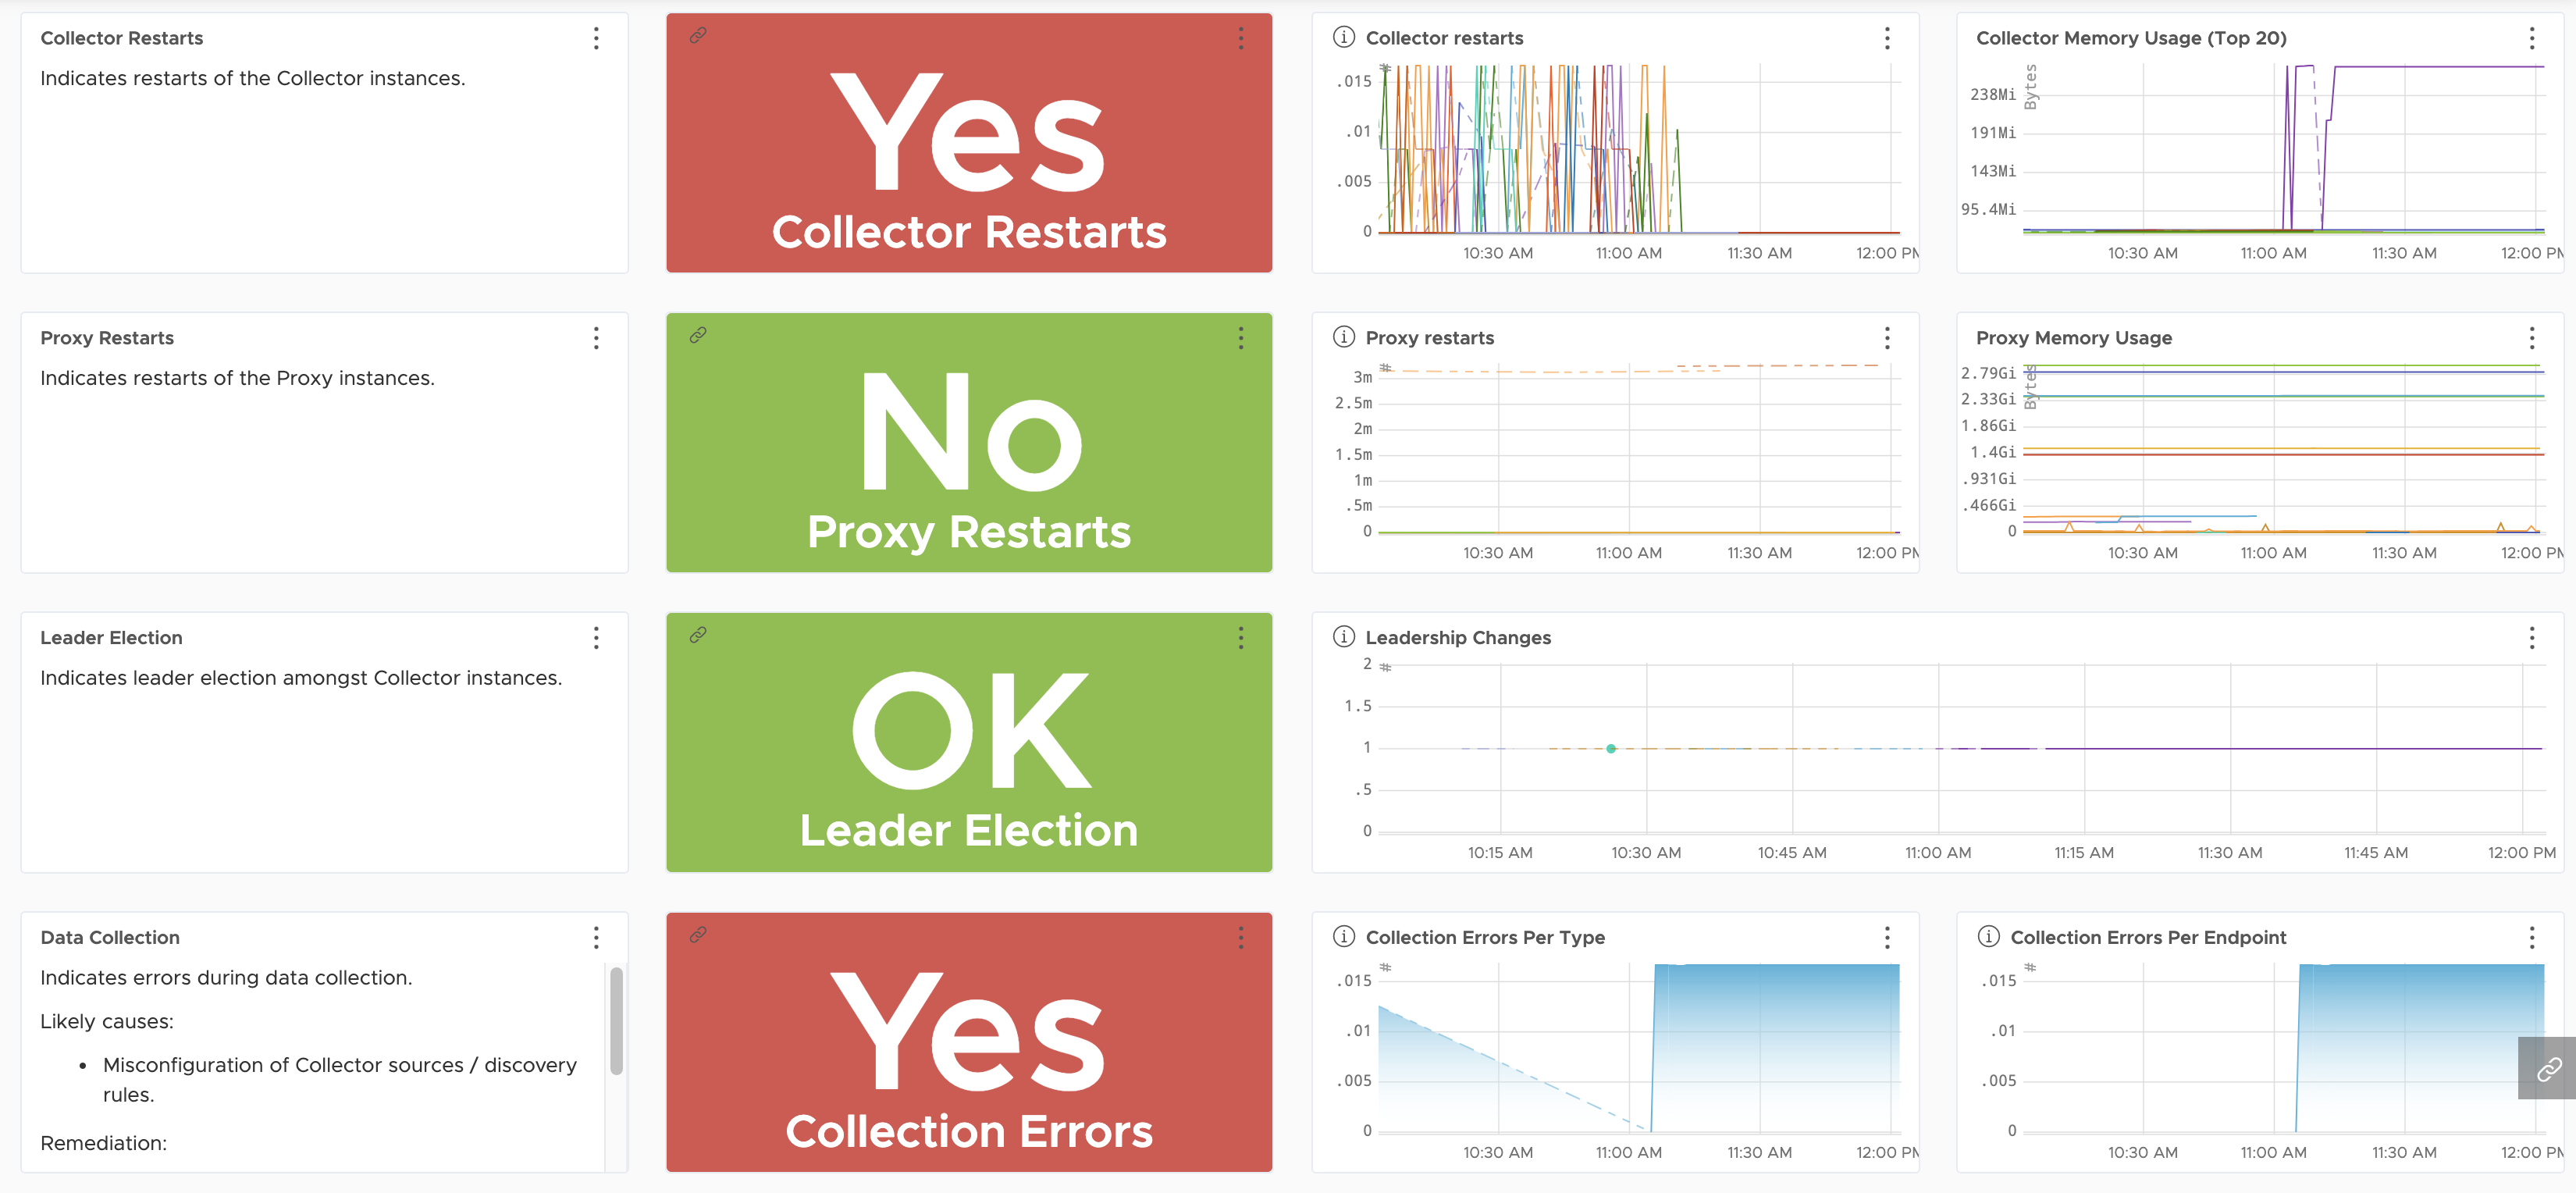 Collector Restarts
Indicates restarts of the Collector instances.
Yes
Collector Restarts
Collector restarts
#
.015
.01
.005
0
10:30 AM
11:00 AM
11:30 AM
12:00 PM
Collector Memory Usage (Top 20)
Bytes
238Mi
191Mi
143Mi
95.4Mi
10:30 AM
11:00 AM
11:30 AM
12:00 PM
Proxy Restarts
Indicates restarts of the Proxy instances.
No
Proxy Restarts
Proxy restarts
#
3m
2.5m
2m
1.5m
1m
.5m
0
10:30 AM
11:00 AM
11:30 AM
12:00 PM
Proxy Memory Usage
Bytes
2.79Gi
2.33Gi
1.86Gi
1.4Gi
.931Gi
.466Gi
0
10:30 AM
11:00 AM
11:30 AM
12:00 PM
Leader Election
Indicates leader election amongst Collector instances.
OK
Leader Election
Leadership Changes
#
2
1.5
1
.5
0
10:15 AM
10:30 AM
10:45 AM
11:00 AM
11:15 AM
11:30 AM
11:45 AM
12:00 PM
Data Collection
Indicates errors during data collection.
Likely causes:
• Misconfiguration of Collector sources / discovery
rules.
Remediation:
Yes
Collection Errors
Collection Errors Per Type
#
.015
.01
.005
0
10:30 AM
11:00 AM
11:30 AM
12:00 PM
Collection Errors Per Endpoint
#
.015
.01
.005
0
10:30 AM
11:00 AM
11:30 AM
12:00 PM